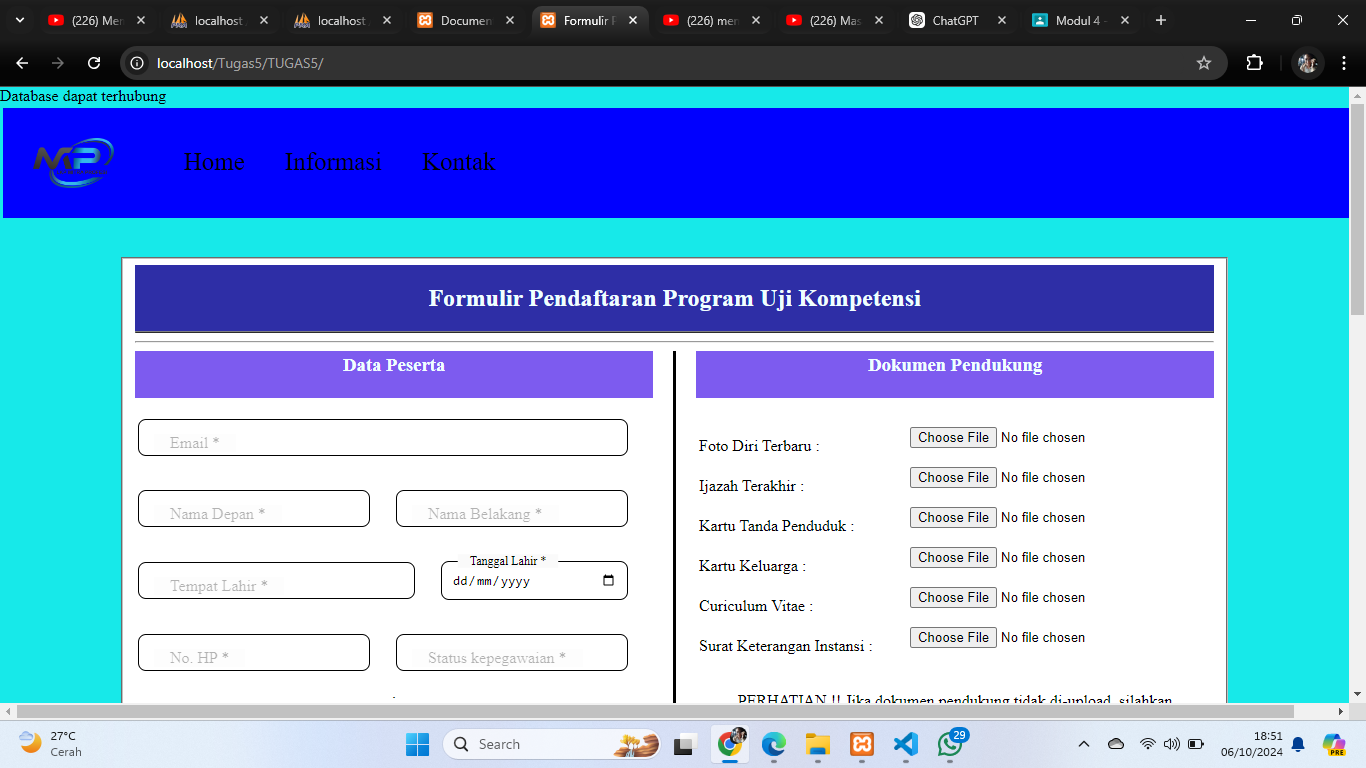 (226) Men
localhost
localhost
Documen
Formulir P
(226) men
(226) Mas
ChatGPT
Modul 4 -
localhost/Tugas5/TUGAS5/
Database dapat terhubung
MP
Home Informasi Kontak
Formulir Pendaftaran Program Uji Kompetensi
Data Peserta
Email *
Nama Depan * Nama Belakang *
Tempat Lahir * Tanggal Lahir *
dd/mm/yyyy
No. HP * Status kepegawaian *
Dokumen Pendukung
Foto Diri Terbaru : Choose File No file chosen
Ijazah Terakhir : Choose File No file chosen
Kartu Tanda Penduduk : Choose File No file chosen
Kartu Keluarga : Choose File No file chosen
Curiculum Vitae : Choose File No file chosen
Surat Keterangan Instansi : Choose File No file chosen
PERHATIAN !! Jika dokumen pendukung tidak di-upload, silahkan
27°C
Cerah
Search
PRE
29
18:51
06/10/2024